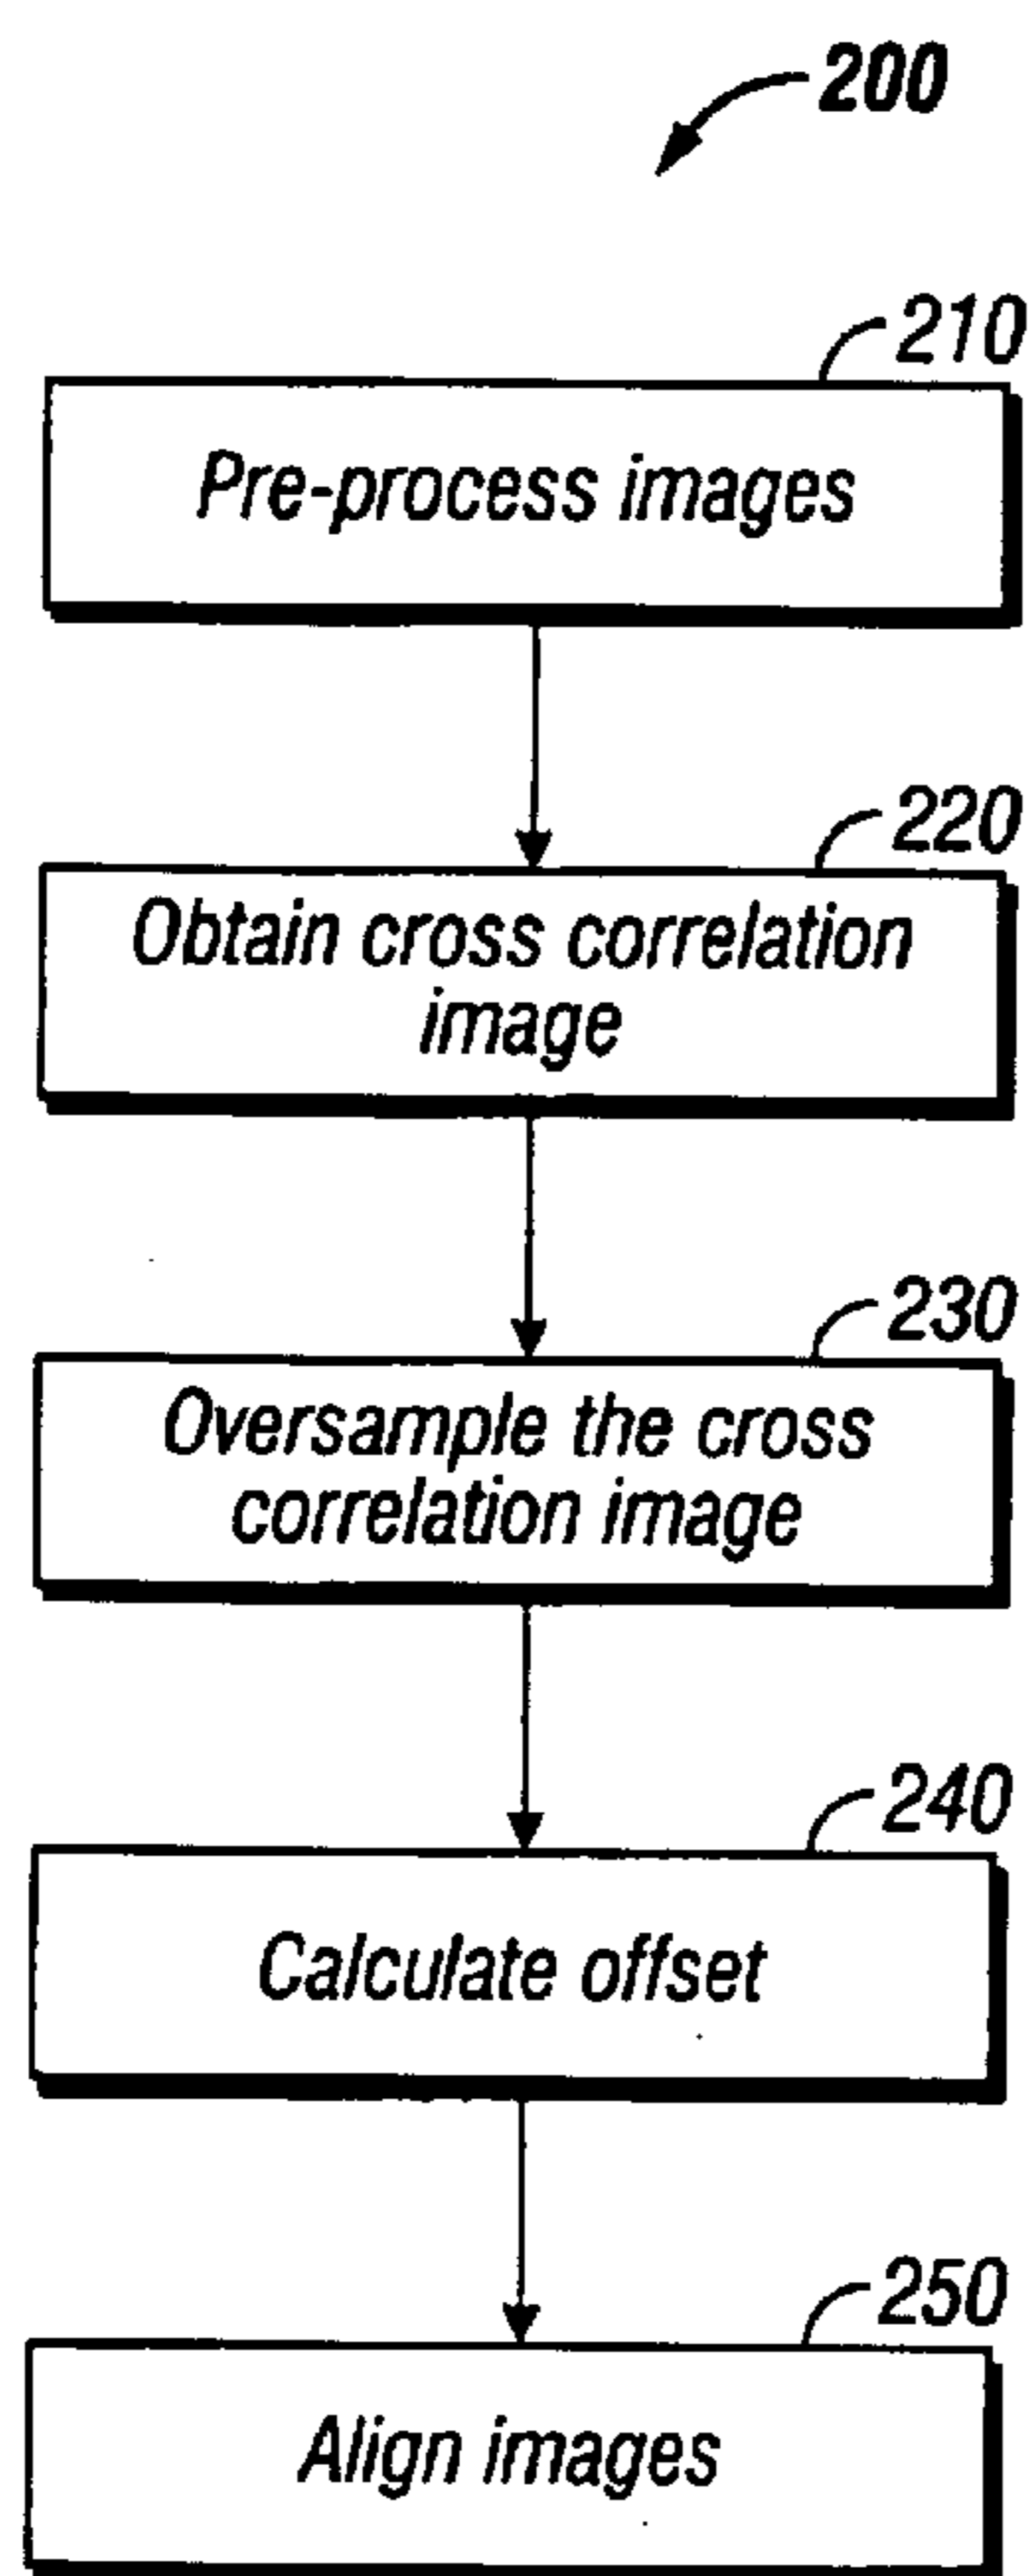 200
210
Pre-process images
220
Obtain cross correlation
image
230
Oversample the cross
correlation image
240
Calculate offset
250
Align images